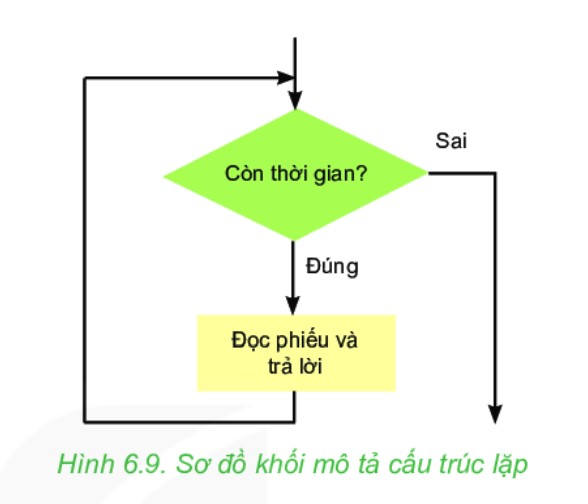 Còn thời gian?
Sai
Đúng
Đọc phiếu và
trả lời
Hình 6.9. Sơ đồ khối mô tả cấu trúc lặp